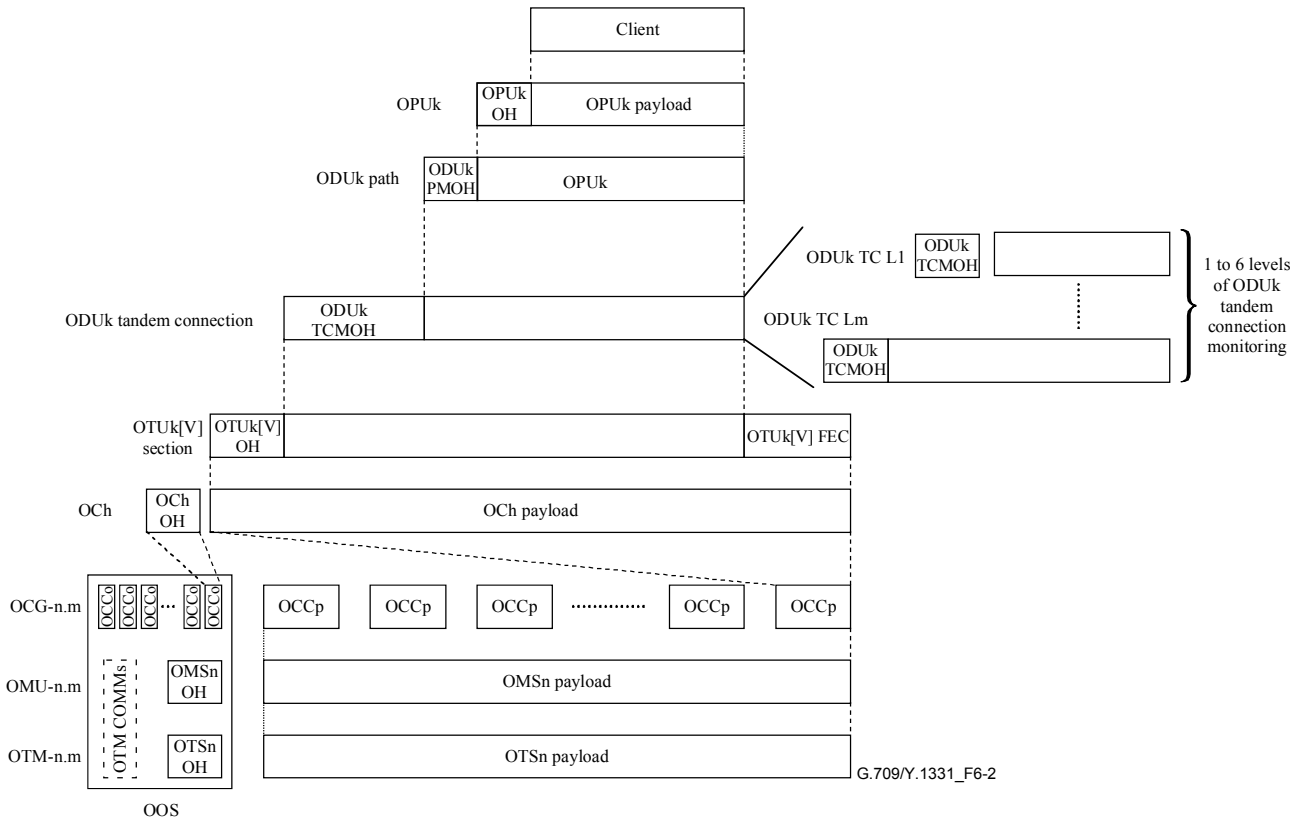 Client
OPUk
OPUk
OH
OPUk payload
ODUk path
ODUk
PMOH
OPUk
ODUk TC L1
ODUk
TCMOH
1 to 6 levels
of ODUk
tandem
connection
monitoring
ODUk tandem connection
ODUk
TCMOH
ODUk TC Lm
ODUk
TCMOH
OTUk[V]
section
OTUk[V]
OH
OTUk[V] FEC
OCh
OCh
OH
OCh payload
OCG-n.m
OCCo
OCCo
OCCo
OCCo
OCCo
OCCp
OCCp
OCCp
OCCp
OCCp
OMU-n.m
OTM COMMs
OMSn
OH
OMSn payload
OTM-n.m
OTSn
OH
OTSn payload
G.709/Y.1331_F6-2
OOS